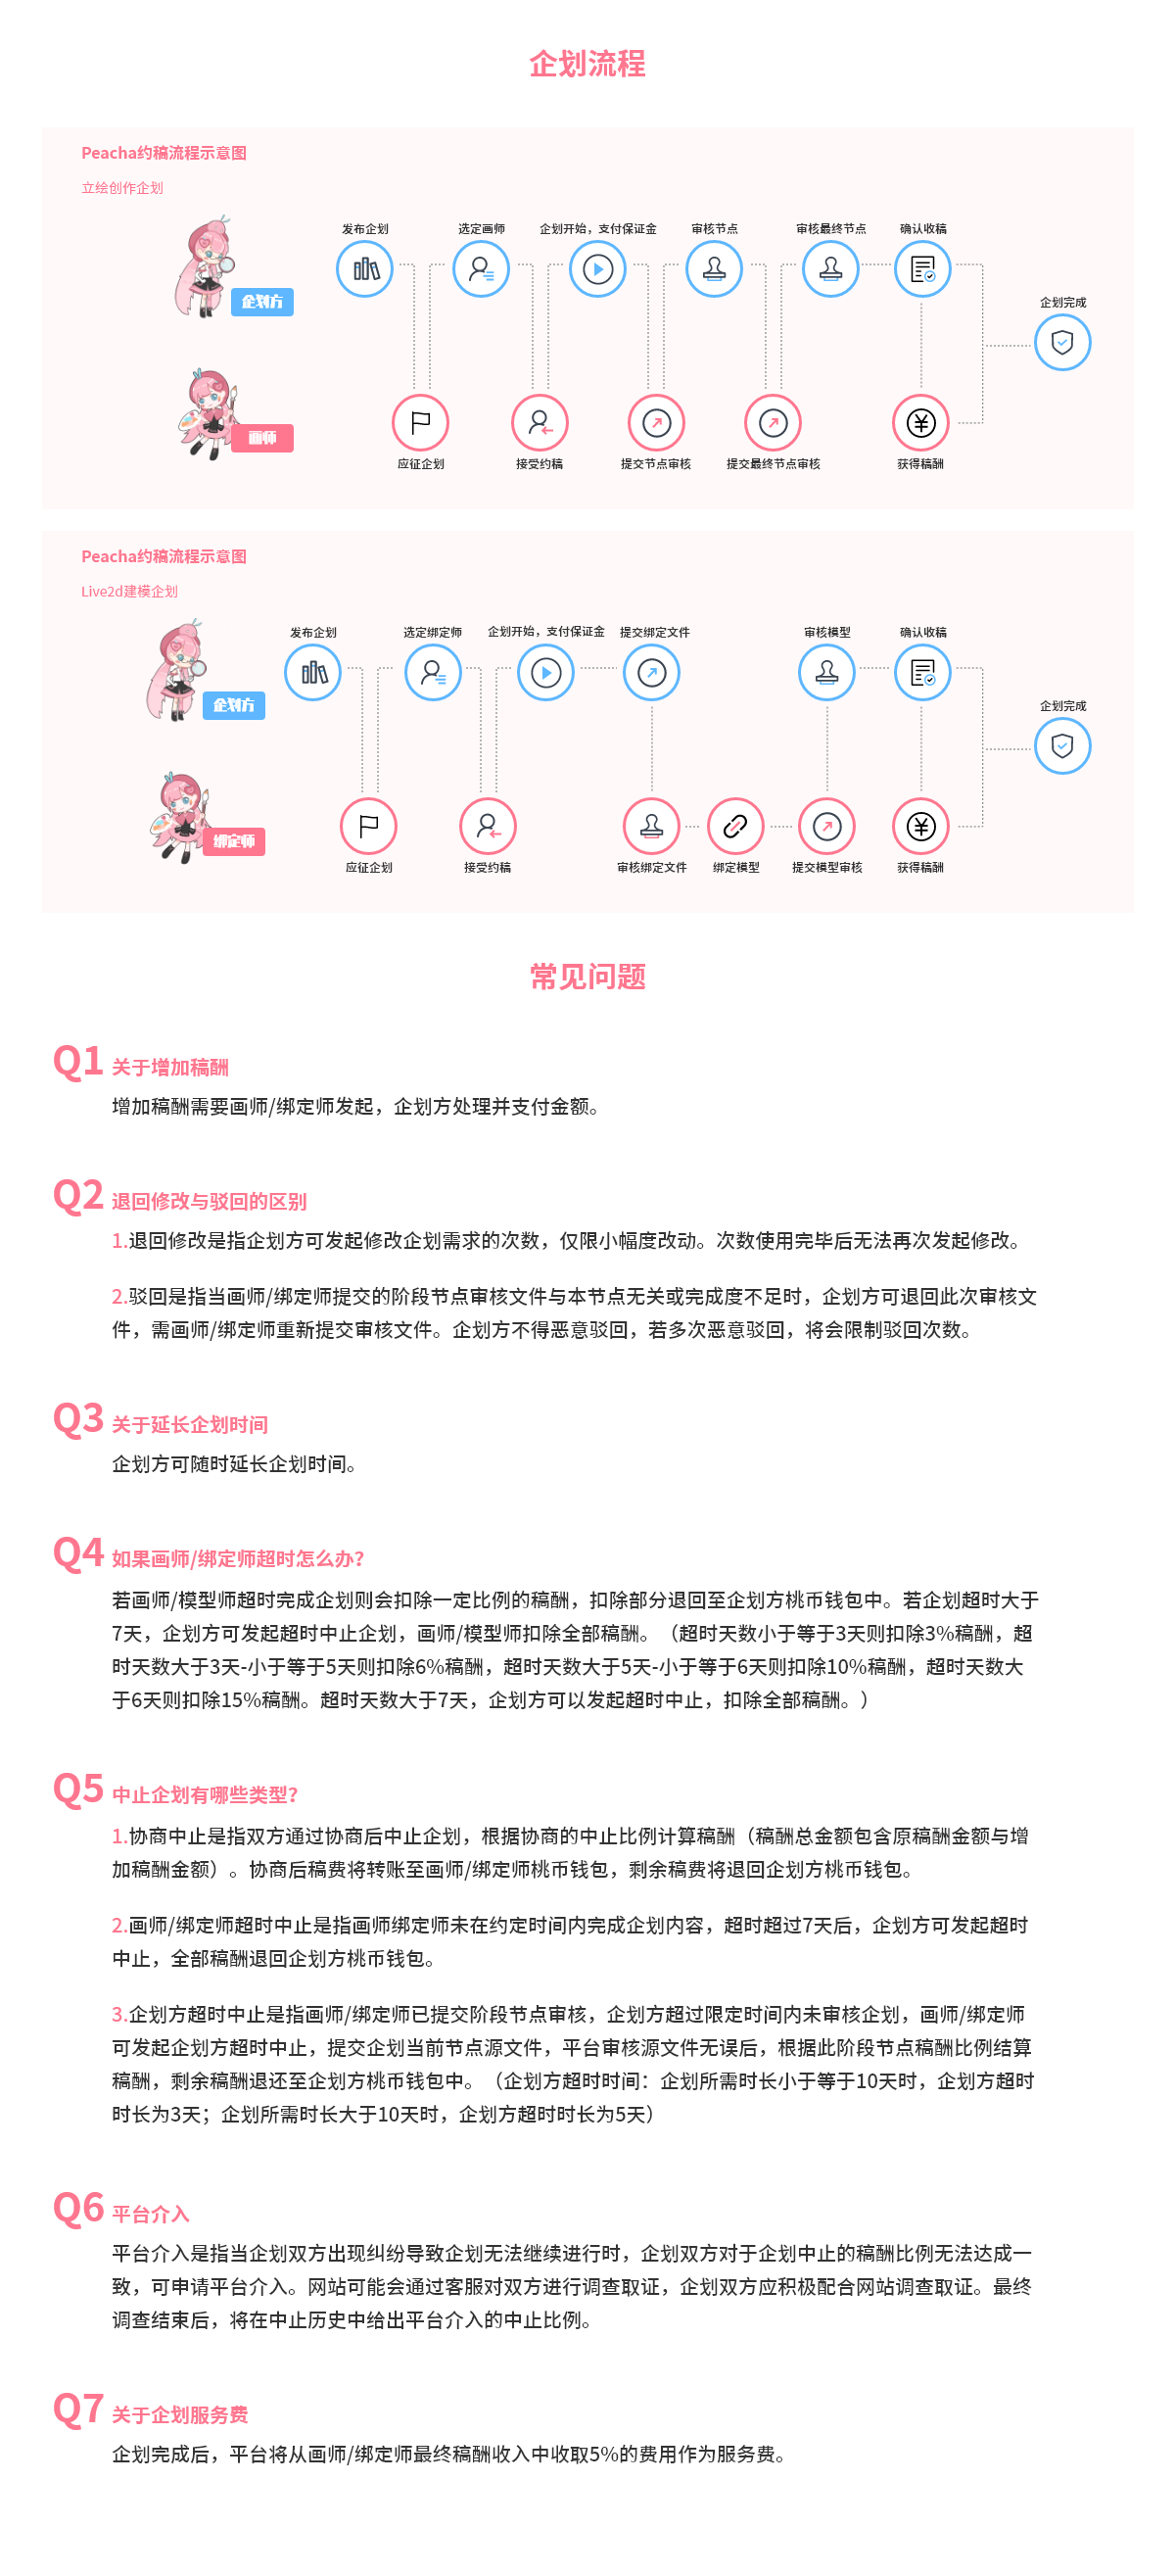 企划流程
Peacha约稿流程示意图
立绘创作企划
发布企划
选定画师
企划开始，支付保证金
审核节点
审核最终节点
确认收稿
企划方
企划完成
画师
应征企划
接受约稿
提交节点审核
提交最终节点审核
获得稿酬
Peacha约稿流程示意图
Live2d建模企划
发布企划
选定绑定师
企划开始，支付保证金
提交绑定文件
审核模型
确认收稿
企划方
企划完成
绑定师
应征企划
接受约稿
审核绑定文件
绑定模型
提交模型审核
获得稿酬
常见问题
Q1 关于增加稿酬
增加稿酬需要画师/绑定师发起，企划方处理并支付金额。
Q2 退回修改与驳回的区别
1.退回修改是指企划方可发起修改企划需求的次数，仅限小幅度改动。次数使用完毕后无法再次发起修改。
2.驳回是指当画师/绑定师提交的阶段节点审核文件与本节点无关或完成度不足时，企划方可退回此次审核文
件，需画师/绑定师重新提交审核文件。企划方不得恶意驳回，若多次恶意驳回，将会限制驳回次数。
Q3 关于延长企划时间
企划方可随时延长企划时间。
Q4 如果画师/绑定师超时怎么办？
若画师/模型师超时完成企划则会扣除一定比例的稿酬，扣除部分退回至企划方桃币钱包中。若企划超时大于
7天，企划方可发起超时中止企划，画师/模型师扣除全部稿酬。（超时天数小于等于3天则扣除3%稿酬，超
时天数大于3天-小于等于5天则扣除6%稿酬，超时天数大于5天-小于等于6天则扣除10%稿酬，超时天数大
于6天则扣除15%稿酬。超时天数大于7天，企划方可以发起超时中止，扣除全部稿酬。）
Q5 中止企划有哪些类型？
1.协商中止是指双方通过协商后中止企划，根据协商的中止比例计算稿酬（稿酬总金额包含原稿酬金额与增
加稿酬金额）。协商后稿费将转账至画师/绑定师桃币钱包，剩余稿费将退回企划方桃币钱包。
2.画师/绑定师超时中止是指画师绑定师未在约定时间内完成企划内容，超时超过7天后，企划方可发起超时
中止，全部稿酬退回企划方桃币钱包。
3.企划方超时中止是指画师/绑定师已提交阶段节点审核，企划方超过限定时间内未审核企划，画师/绑定师
可发起企划方超时中止，提交企划当前节点源文件，平台审核源文件无误后，根据此阶段节点稿酬比例结算
稿酬，剩余稿酬退还至企划方桃币钱包中。（企划方超时时间：企划所需时长小于等于10天时，企划方超时
时长为3天；企划所需时长大于10天时，企划方超时时长为5天）
Q6 平台介入
平台介入是指当企划双方出现纠纷导致企划无法继续进行时，企划双方对于企划中止的稿酬比例无法达成一
致，可申请平台介入。网站可能会通过客服对双方进行调查取证，企划双方应积极配合网站调查取证。最终
调查结束后，将在中止历史中给出平台介入的中止比例。
Q7 关于企划服务费
企划完成后，平台将从画师/绑定师最终稿酬收入中收取5%的费用作为服务费。